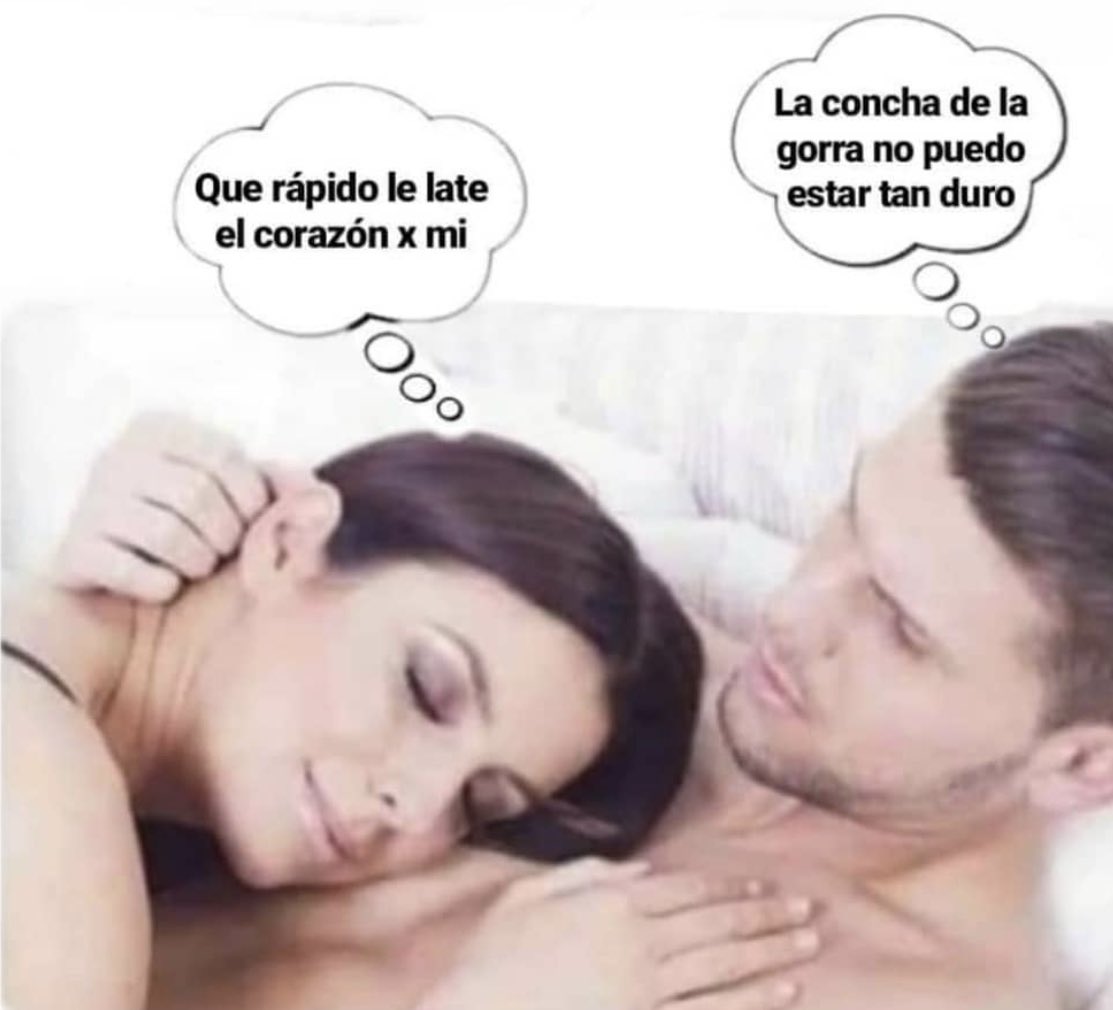 Que rápido le late
el corazón x mi
La concha de la
gorra no puedo
estar tan duro